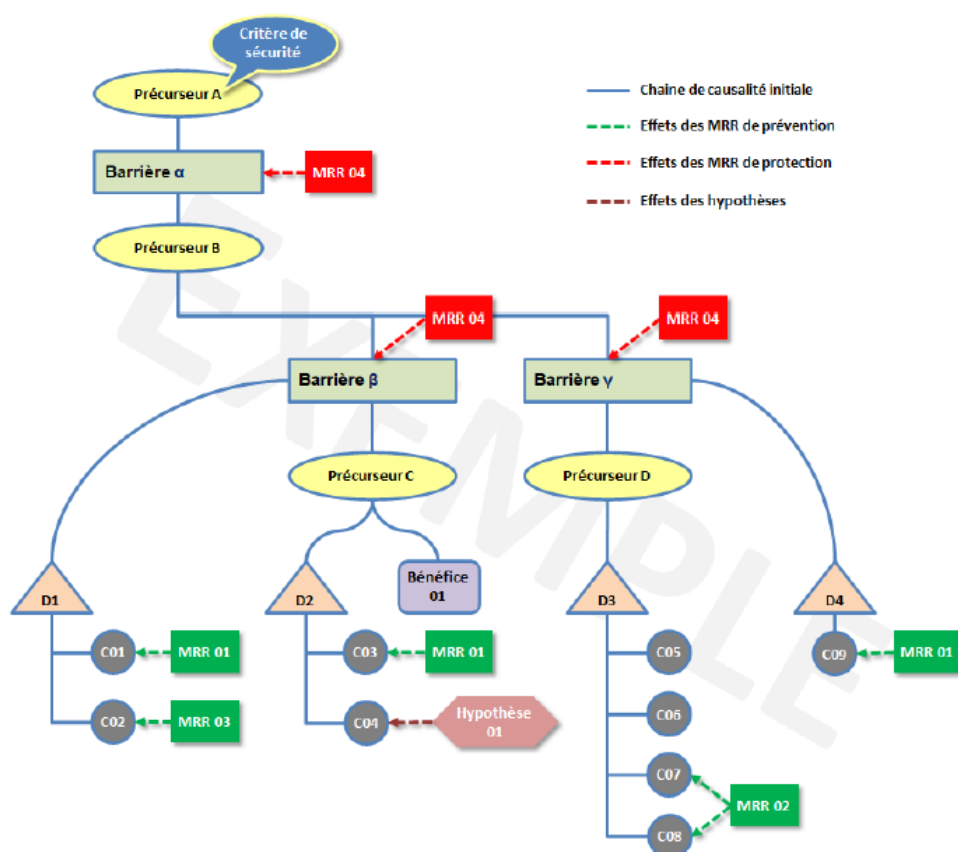 Critère de
sécurité
Précurseur A
Chaine de causalité initiale
Effets des MRR de prévention
Effets des MRR de protection
Effets des hypothèses
Barrière α
MRR 04
Précurseur B
MRR 04
MRR 04
Barrière β
Barrière γ
Précurseur C
Précurseur D
D1
D2
Bénéfice
01
D3
D4
C01
MRR 01
C03
MRR 01
C05
C09
MRR 01
C02
MRR 03
C04
Hypothèse
01
C06
C07
MRR 02
C08
EXEMPLE